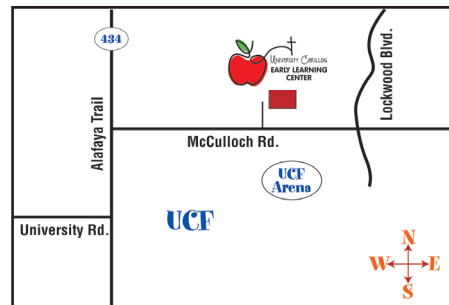 434
UNIVERSITY CARILLON
EARLY LEARNING
CENTER
Lockwood Blvd.
Alafaya Trail
McCulloch Rd.
UCF
Arena
UCF
University Rd.
N
W E
S